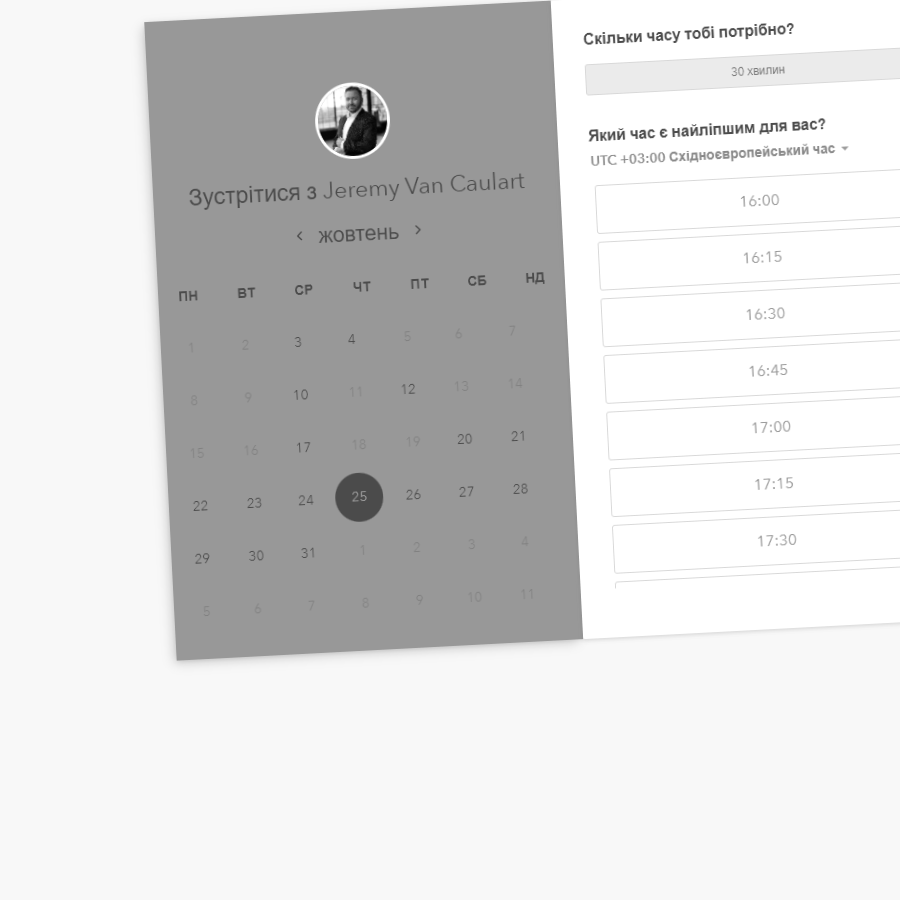 Зустрітися з Jeremy Van Caulart
‹ жовтень ›
ПН ВТ СР ЧТ ПТ СБ НД
1 2 3 4 5 6 7
8 9 10 11 12 13 14
15 16 17 18 19 20 21
22 23 24 25 26 27 28
29 30 31 1 2 3 4
5 6 7 8 9 10 11
Скільки часу тобі потрібно?
30 хвилин
Який час є найліпшим для вас?
UTC +03:00 Східноєвропейський час
16:00
16:15
16:30
16:45
17:00
17:15
17:30